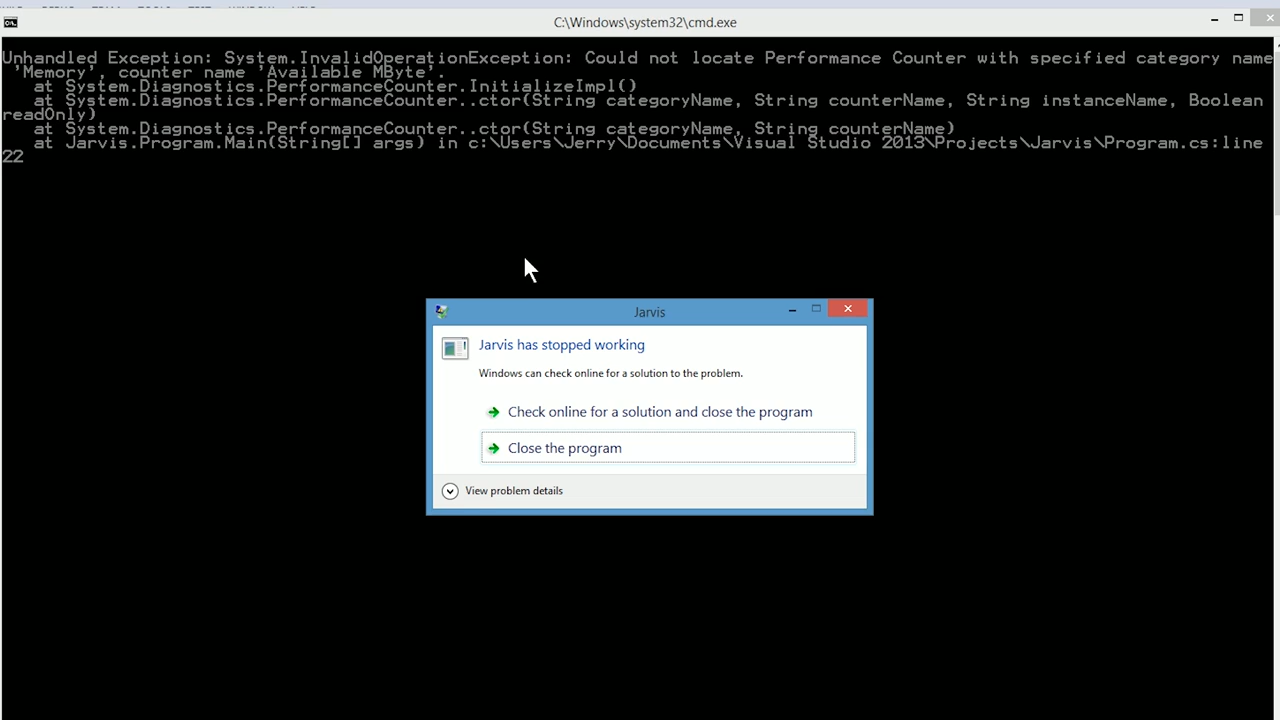 C:\Windows\system32\cmd.exe
Unhandled Exception: System.InvalidOperationException: Could not locate Performance Counter with specified category name
'Memory', counter name 'Available MByte'.
at System.Diagnostics.PerformanceCounter.InitializeImpl()
at System.Diagnostics.PerformanceCounter..ctor(String categoryName, String counterName, String instanceName, Boolean
readOnly)
at System.Diagnostics.PerformanceCounter..ctor(String categoryName, String counterName)
at Jarvis.Program.Main(String[] args) in c:\Users\Jerry\Documents\Visual Studio 2013\Projects\Jarvis\Program.cs:line
22
Jarvis
Jarvis has stopped working
Windows can check online for a solution to the problem.
Check online for a solution and close the program
Close the program
View problem details